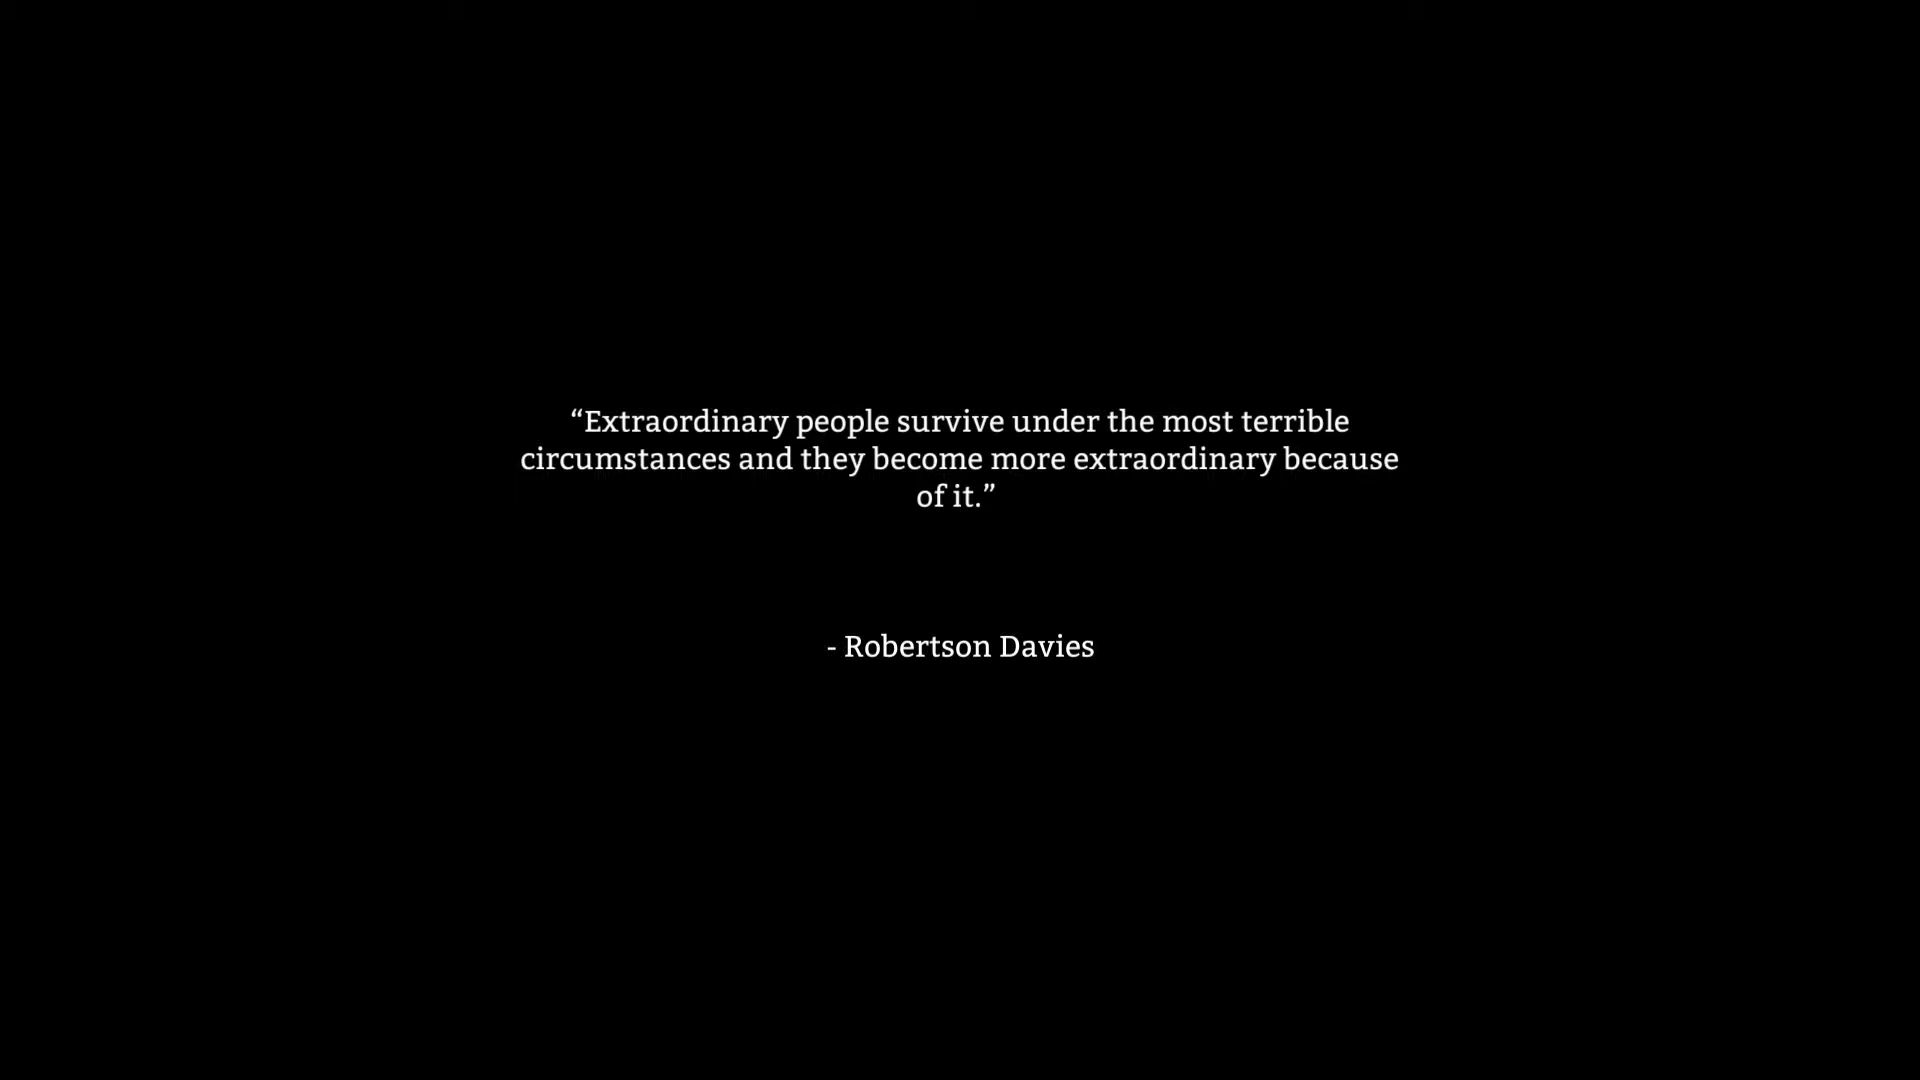 “Extraordinary people survive under the most terrible
circumstances and they become more extraordinary because
of it.”
- Robertson Davies